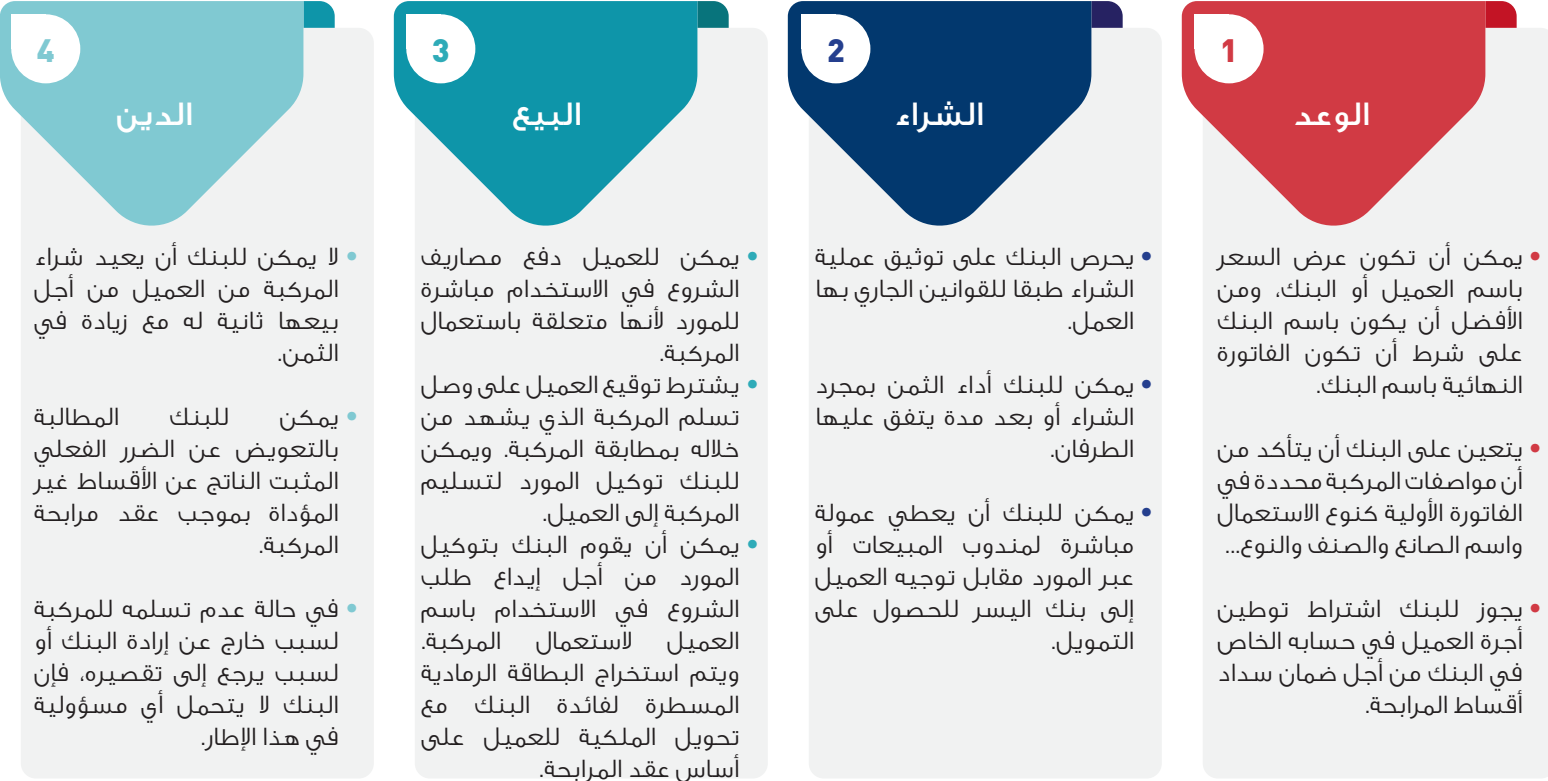 1
الوعد
• يمكن أن تكون عرض السعر
باسم العميل أو البنك، ومن
الأفضل أن يكون باسم البنك
على شرط أن تكون الفاتورة
النهائية باسم البنك.
• يتعين على البنك أن يتأكد من
أن مواصفات المركبة محددة في
الفاتورة الأولية كنوع الاستعمال
واسم الصانع والصنف والنوع...
• يجوز للبنك اشتراط توطين
أجرة العميل في حسابه الخاص
في البنك من أجل ضمان سداد
أقساط المرابحة.
2
الشراء
• يحرص البنك على توثيق عملية
الشراء طبقا للقوانين الجاري بها
العمل.
• يمكن للبنك أداء الثمن بمجرد
الشراء أو بعد مدة يتفق عليها
الطرفان.
• يمكن للبنك أن يعطي عمولة
مباشرة لمندوب المبيعات أو
عبر المورد مقابل توجيه العميل
إلى بنك اليسر للحصول على
التمويل.
3
البيع
• يمكن للعميل دفع مصاريف
الشروع في الاستخدام مباشرة
للمورد لأنها متعلقة باستعمال
المركبة.
• يشترط توقيع العميل على وصل
تسلم المركبة الذي يشهد من
خلاله بمطابقة المركبة. ويمكن
للبنك توكيل المورد لتسليم
المركبة إلى العميل.
• يمكن أن يقوم البنك بتوكيل
المورد من أجل إيداع طلب
الشروع في الاستخدام باسم
العميل لاستعمال المركبة.
ويتم استخراج البطاقة الرمادية
المسطرة لفائدة البنك مع
تحويل الملكية للعميل على
أساس عقد المرابحة.
4
الدين
• لا يمكن للبنك أن يعيد شراء
المركبة من العميل من أجل
بيعها ثانية له مع زيادة في
الثمن.
• يمكن للبنك المطالبة
بالتعويض عن الضرر الفعلي
المثبت الناتج عن الأقساط غير
المؤداة بموجب عقد مرابحة
المركبة.
• في حالة عدم تسلمه للمركبة
لسبب خارج عن إرادة البنك أو
لسبب يرجع إلى تقصيره، فإن
البنك لا يتحمل أي مسؤولية
في هذا الإطار.